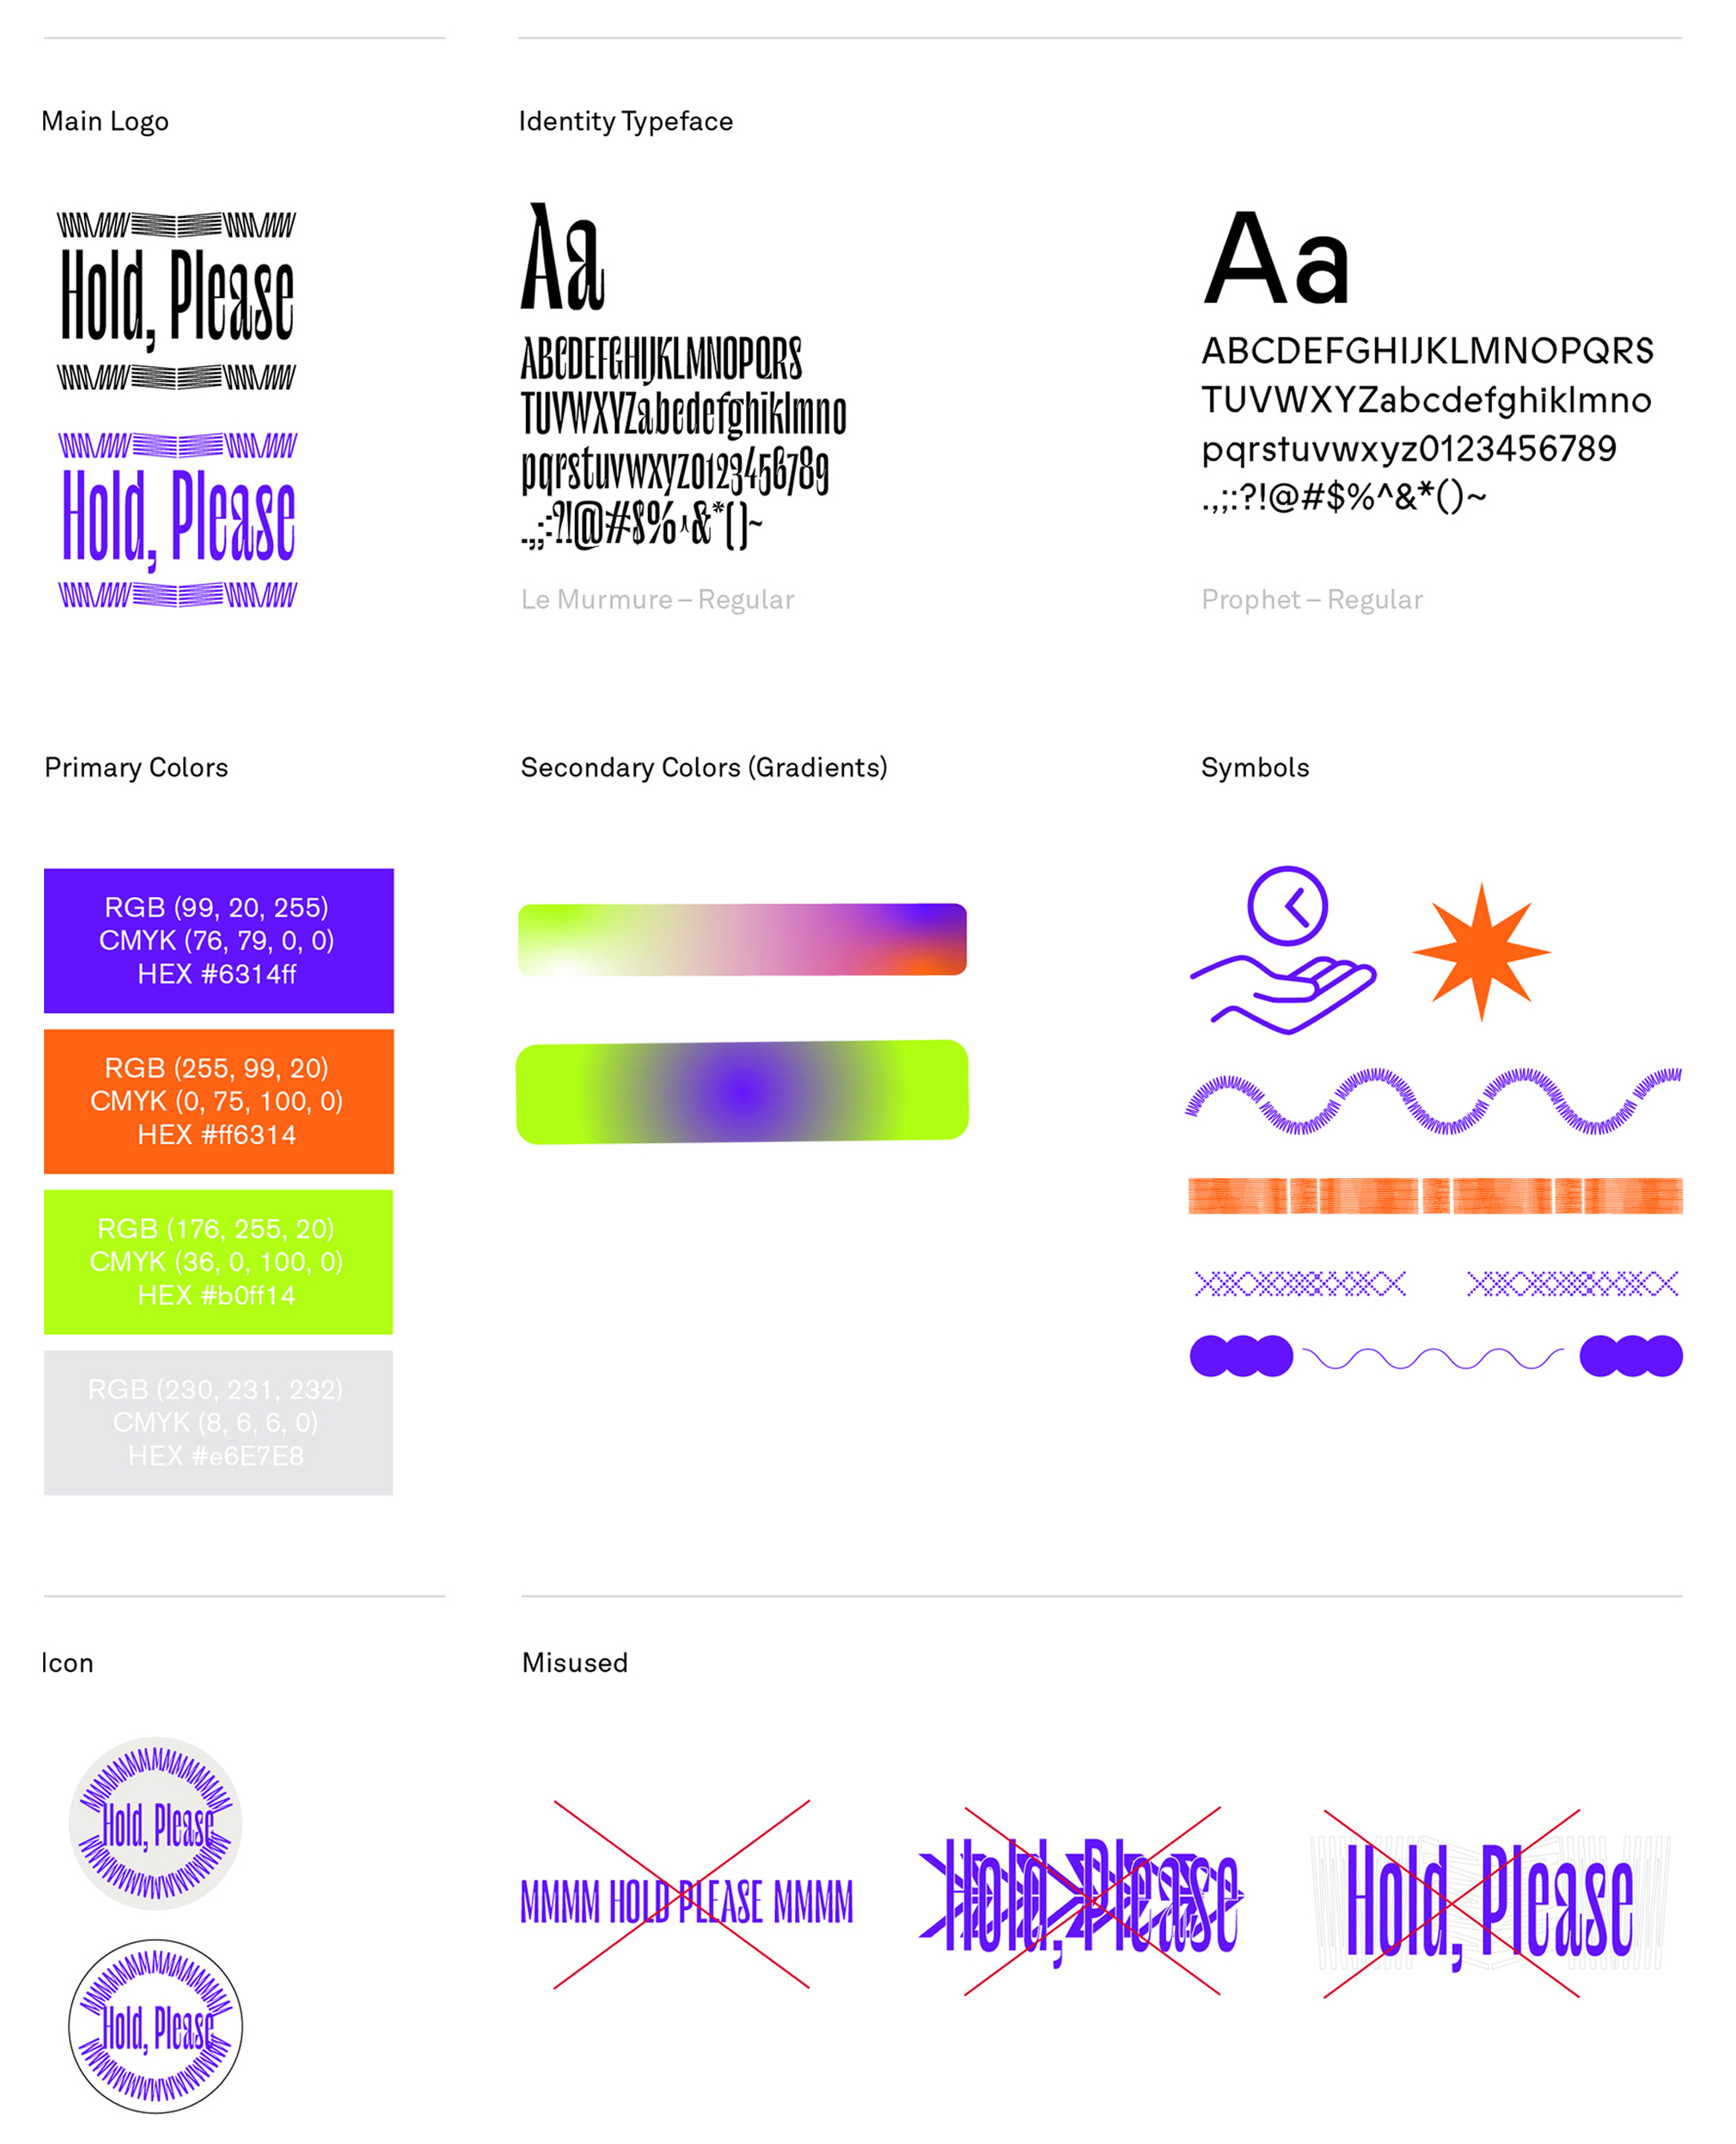 Main Logo
Identity Typeface
Hold, Please
Hold, Please
Aa
ABCDEFGHIJKLMNOPQRS
TUVWXYZabcdefghiklmno
pqrstuvwxyz0123456789
.,;:?!@#$%^&*()~
Le Murmure – Regular
Aa
ABCDEFGHIJKLMNOPQRS
TUVWXYZabcdefghiklmno
pqrstuvwxyz0123456789
.,;:?!@#$%^&*()~
Prophet – Regular
Primary Colors
RGB (99, 20, 255)
CMYK (76, 79, 0, 0)
HEX #6314ff
RGB (255, 99, 20)
CMYK (0, 75, 100, 0)
HEX #ff6314
RGB (176, 255, 20)
CMYK (36, 0, 100, 0)
HEX #b0ff14
RGB (230, 231, 232)
CMYK (8, 6, 6, 0)
HEX #e6E7E8
Secondary Colors (Gradients)
Symbols
Icon
Hold, Please
Hold, Please
Misused
MMMM HOLD PLEASE MMMM
Hold, Please
Hold, Please